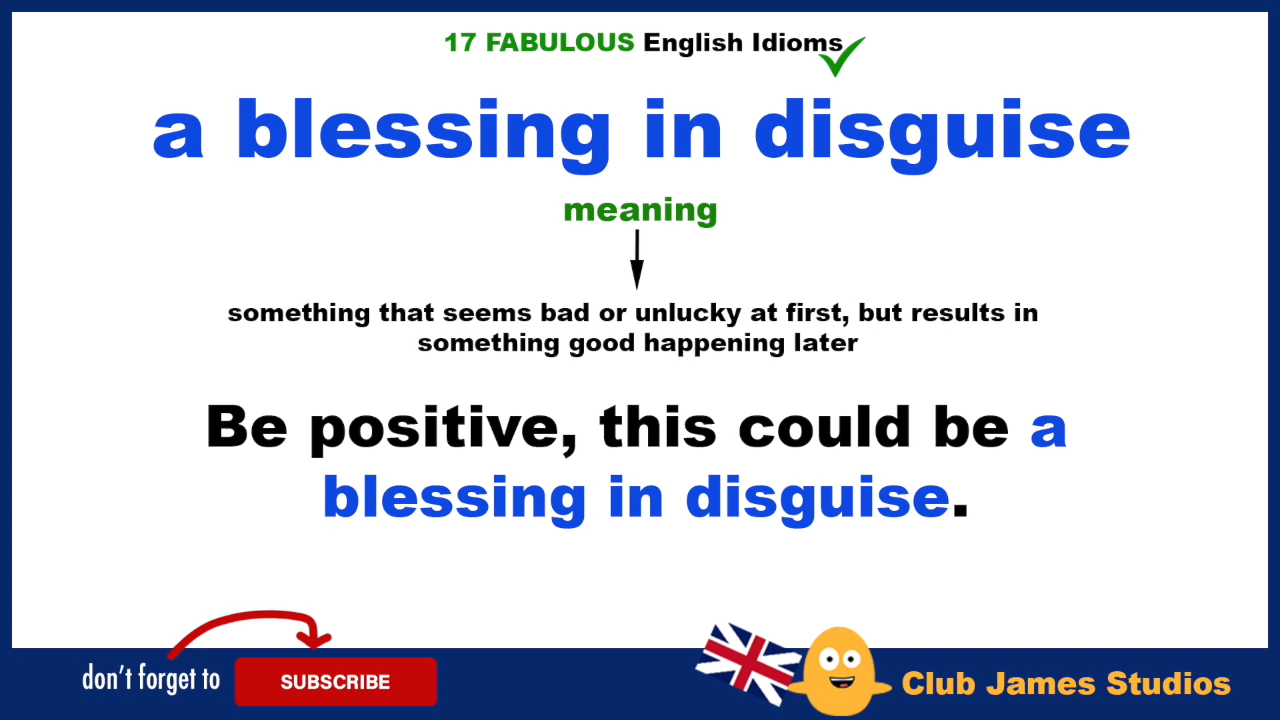 17 FABULOUS English Idioms
a blessing in disguise
meaning
something that seems bad or unlucky at first, but results in
something good happening later
Be positive, this could be a
blessing in disguise.
don't forget to
SUBSCRIBE
Club James Studios